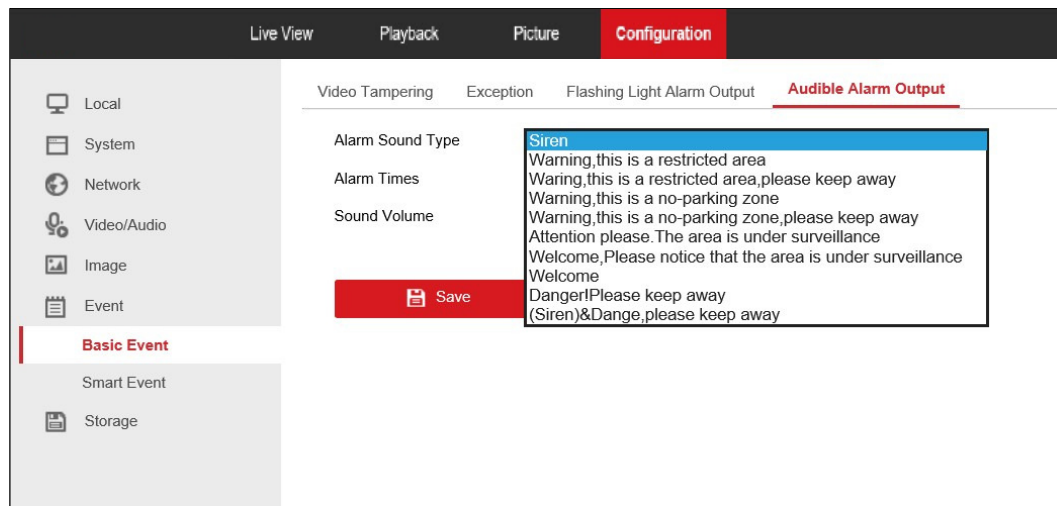 Live View Playback Picture Configuration
Local
System
Network
Video/Audio
Image
Event
Basic Event
Smart Event
Storage
Video Tampering Exception Flashing Light Alarm Output Audible Alarm Output
Alarm Sound Type
Alarm Times
Sound Volume
Save
Siren
Warning,this is a restricted area
Waring,this is a restricted area,please keep away
Warning,this is a no-parking zone
Warning,this is a no-parking zone,please keep away
Attention please.The area is under surveillance
Welcome,Please notice that the area is under surveillance
Welcome
Danger!Please keep away
(Siren)&Dange,please keep away